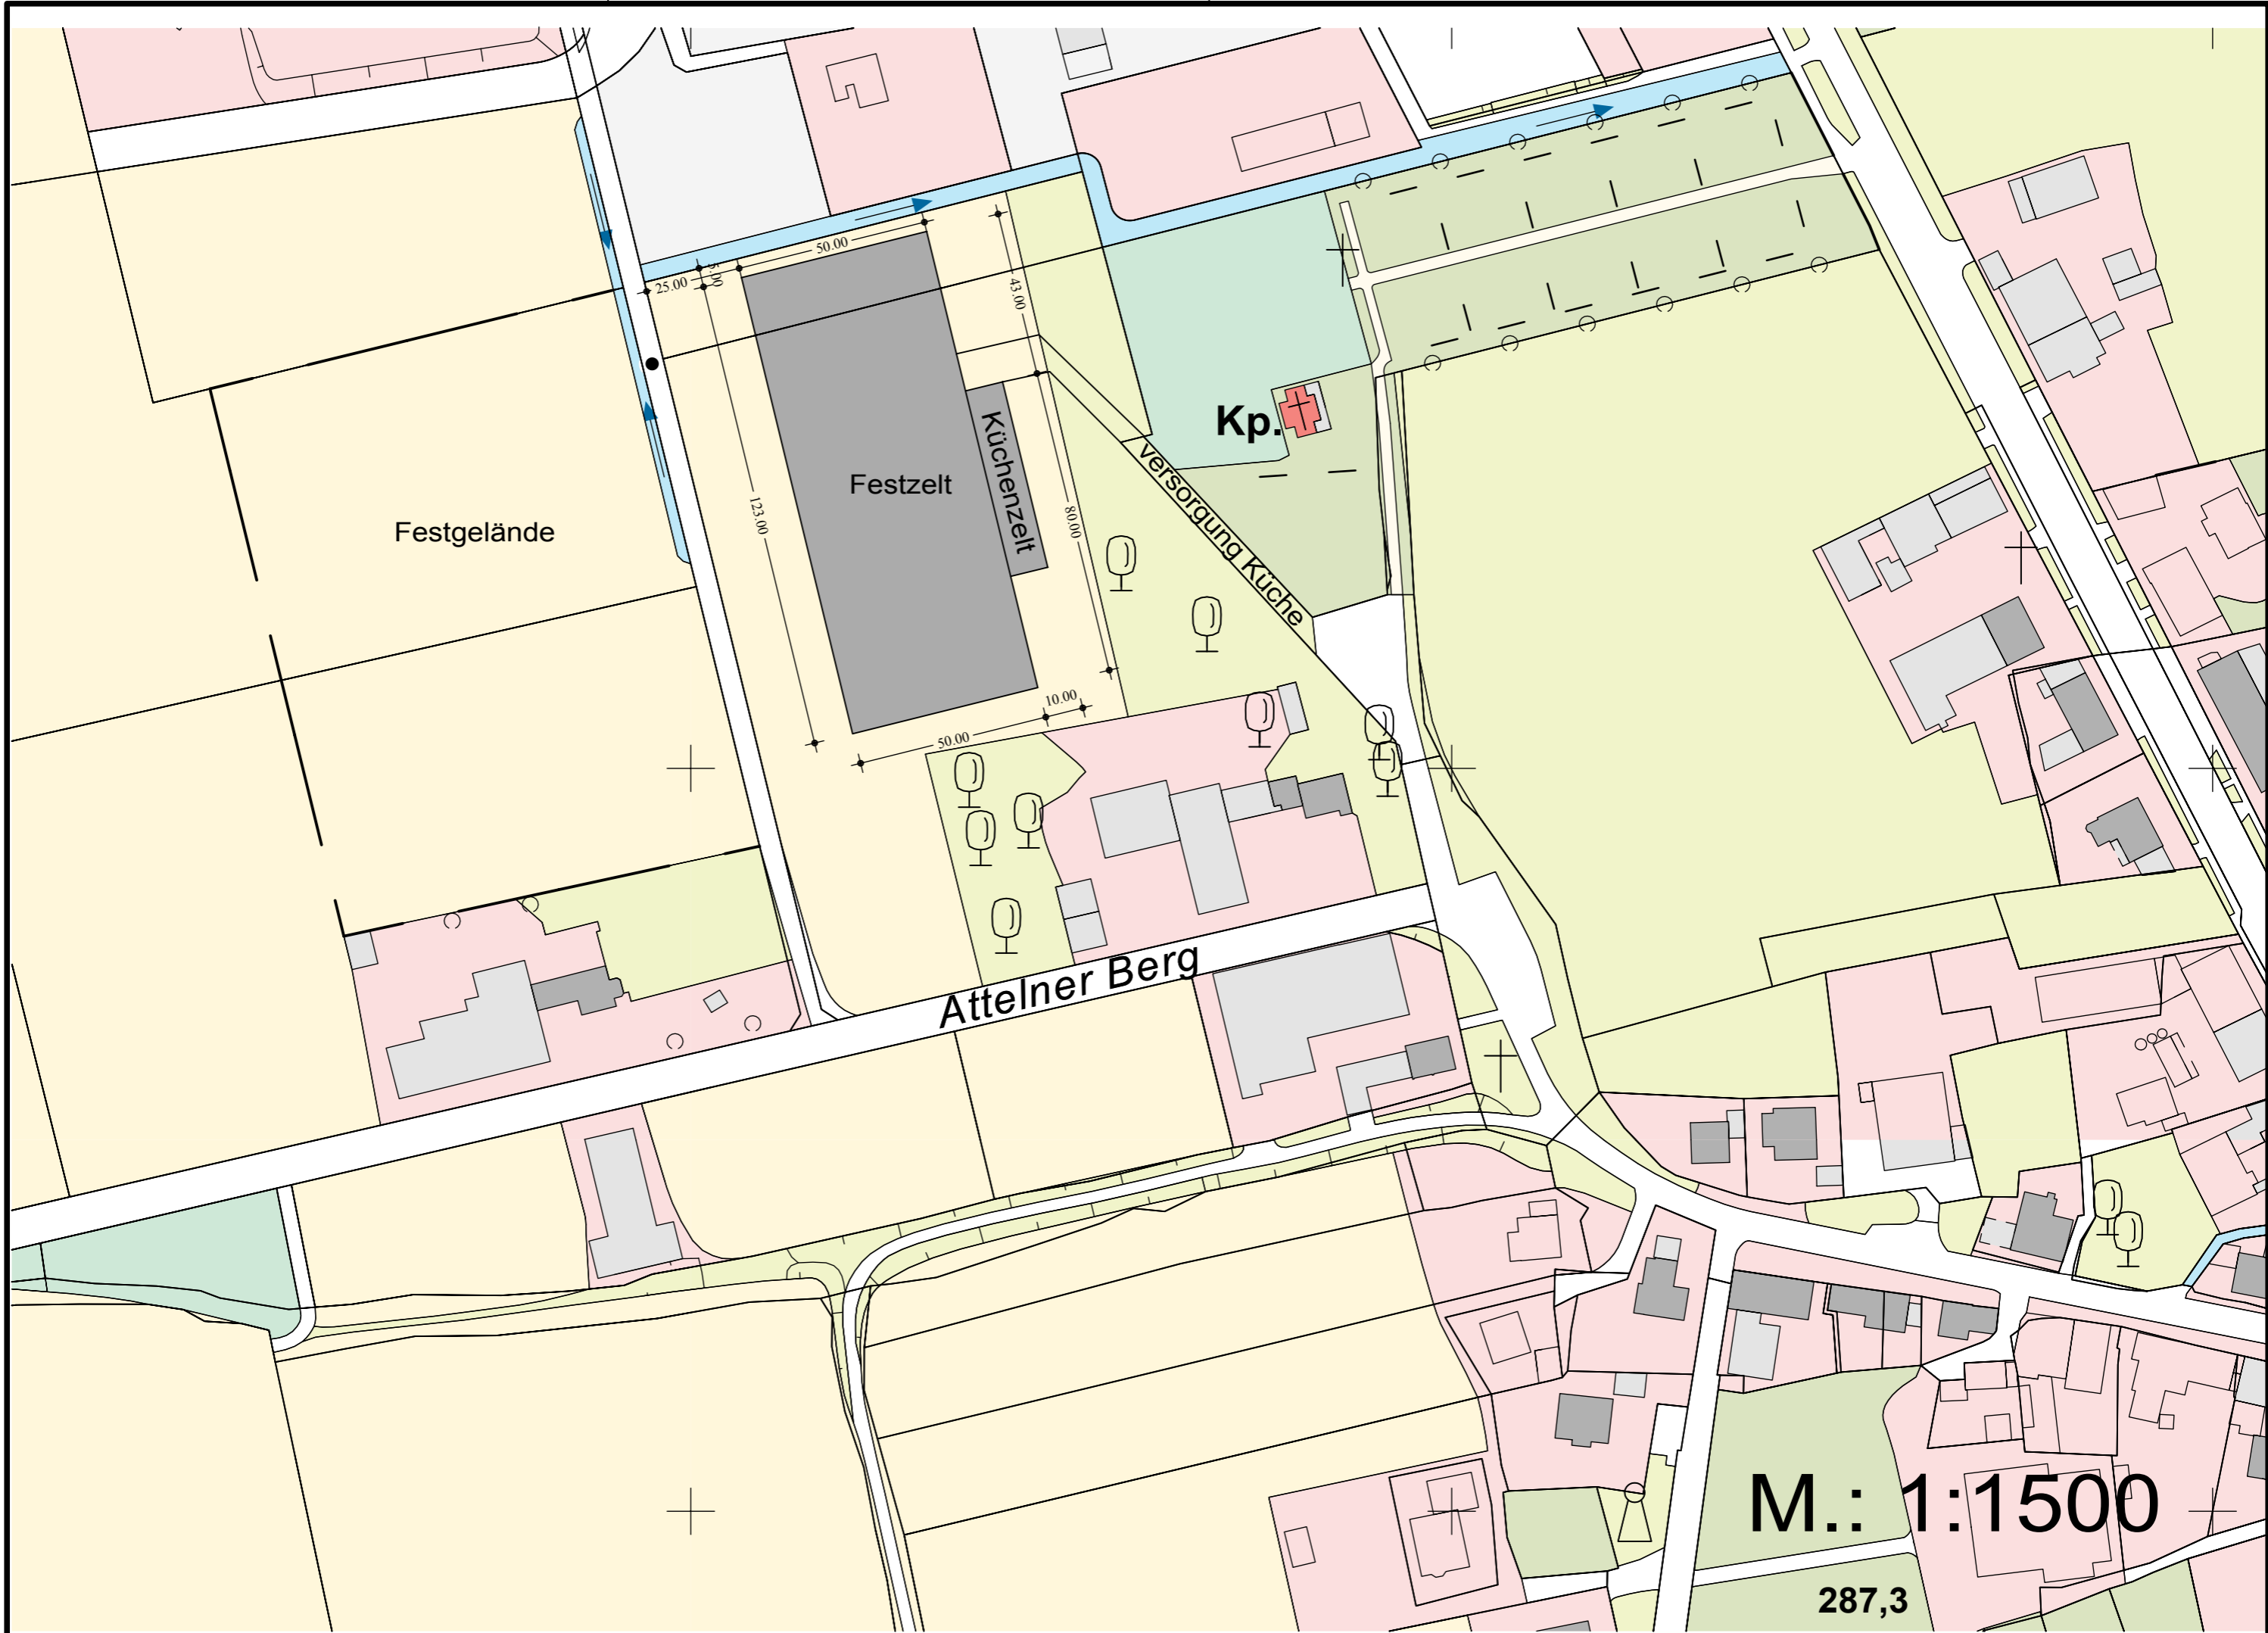 50.00
25.00
5.00
43.00
Kp.
Küchenzelt
versorgung Küche
Festzelt
123.00
80.00
Festgelände
10.00
50.00
Attelner Berg
M.: 1:1500
287,3